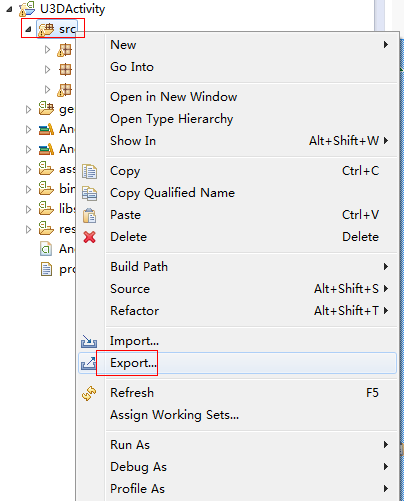 U3DActivity
src
ge
And
And
ass
bin
libs
res
An
pro
New
Go Into
Open in New Window
Open Type Hierarchy
Show In Alt+Shift+W
Copy Ctrl+C
Copy Qualified Name
Paste Ctrl+V
Delete Delete
Build Path
Source Alt+Shift+S
Refactor Alt+Shift+T
Import...
Export...
Refresh F5
Assign Working Sets...
Run As
Debug As
Profile As